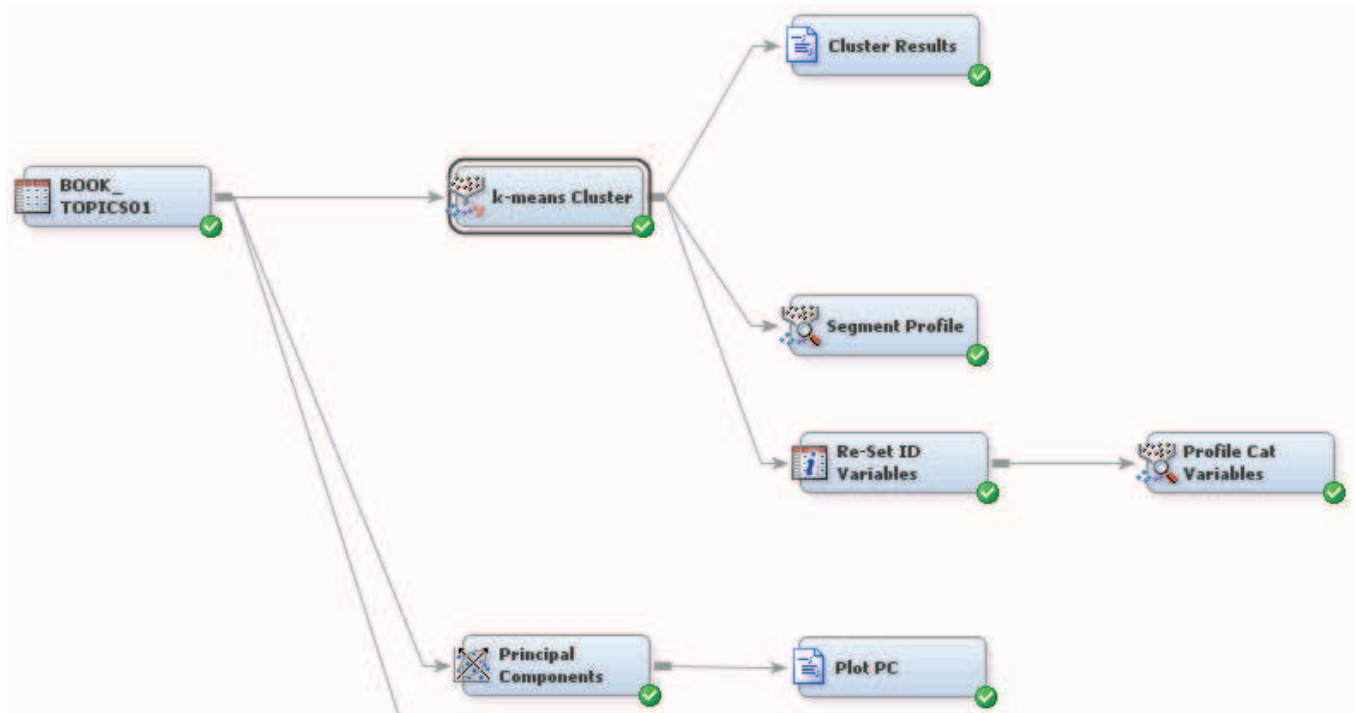 Cluster Results
BOOK_
TOPICS01
k-means Cluster
Segment Profile
Re-Set ID
Variables
Profile Cat
Variables
Principal
Components
Plot PC